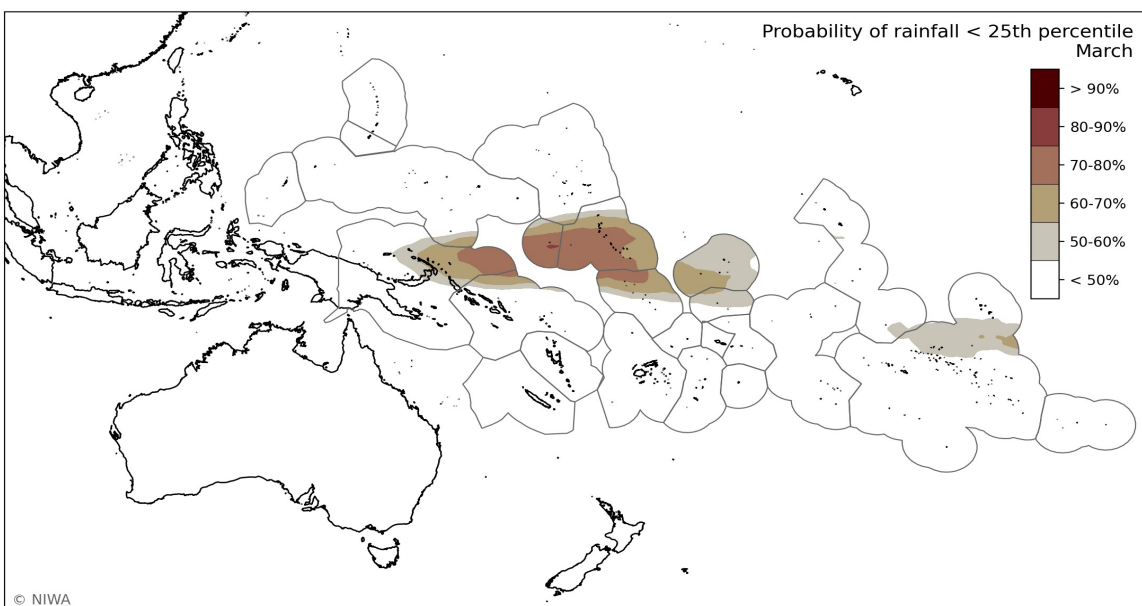 Probability of rainfall < 25th percentile
March
> 90%
80-90%
70-80%
60-70%
50-60%
< 50%
© NIWA